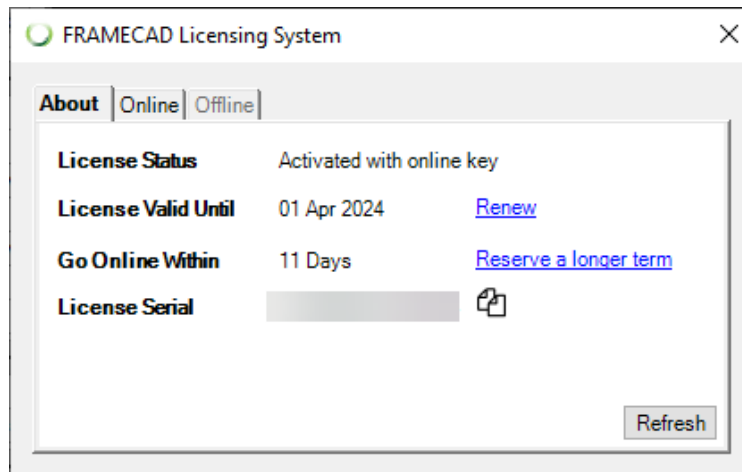 FRAMECAD Licensing System
About Online Offline
License Status Activated with online key
License Valid Until 01 Apr 2024 Renew
Go Online Within 11 Days Reserve a longer term
License Serial
Refresh